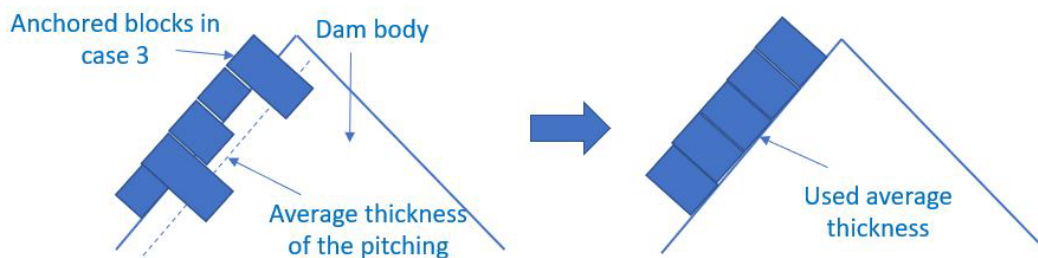 Anchored blocks in
case 3
Dam body
Average thickness
of the pitching
Used average
thickness